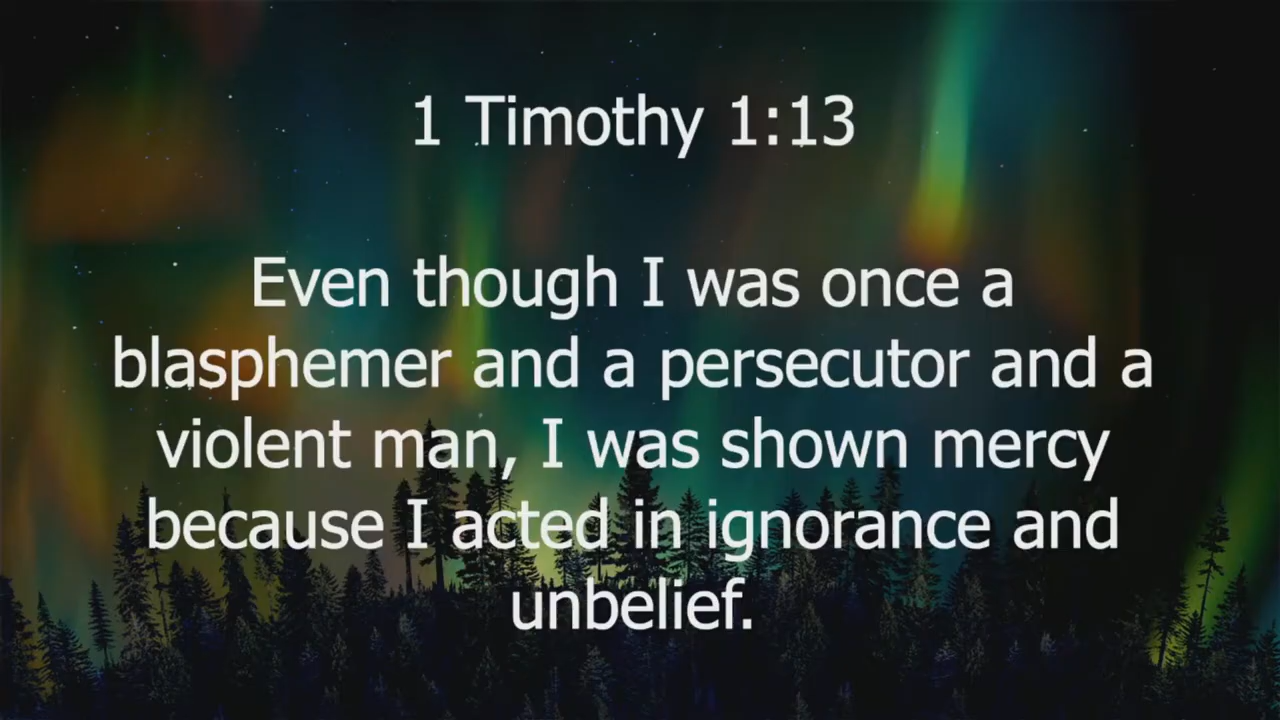 1 Timothy 1:13
Even though I was once a
blasphemer and a persecutor and a
violent man, I was shown mercy
because I acted in ignorance and
unbelief.